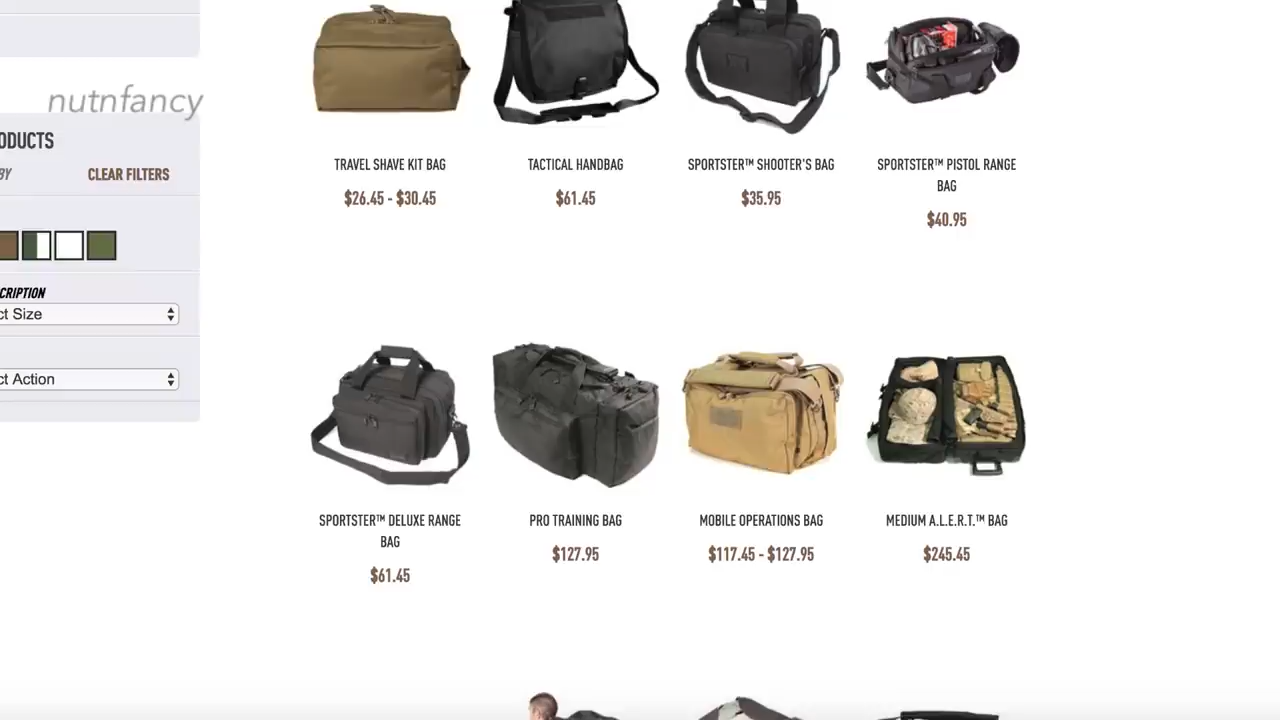 nutnfancy
ODUCTS
BY
CLEAR FILTERS
CRIPTION
ct Size
ct Action
TRAVEL SHAVE KIT BAG
$26.45 - $30.45
TACTICAL HANDBAG
$61.45
SPORTSTER™ SHOOTER'S BAG
$35.95
SPORTSTER™ PISTOL RANGE
BAG
$40.95
SPORTSTER™ DELUXE RANGE
BAG
$61.45
PRO TRAINING BAG
$127.95
MOBILE OPERATIONS BAG
$117.45 - $127.95
MEDIUM A.L.E.R.T.™ BAG
$245.45